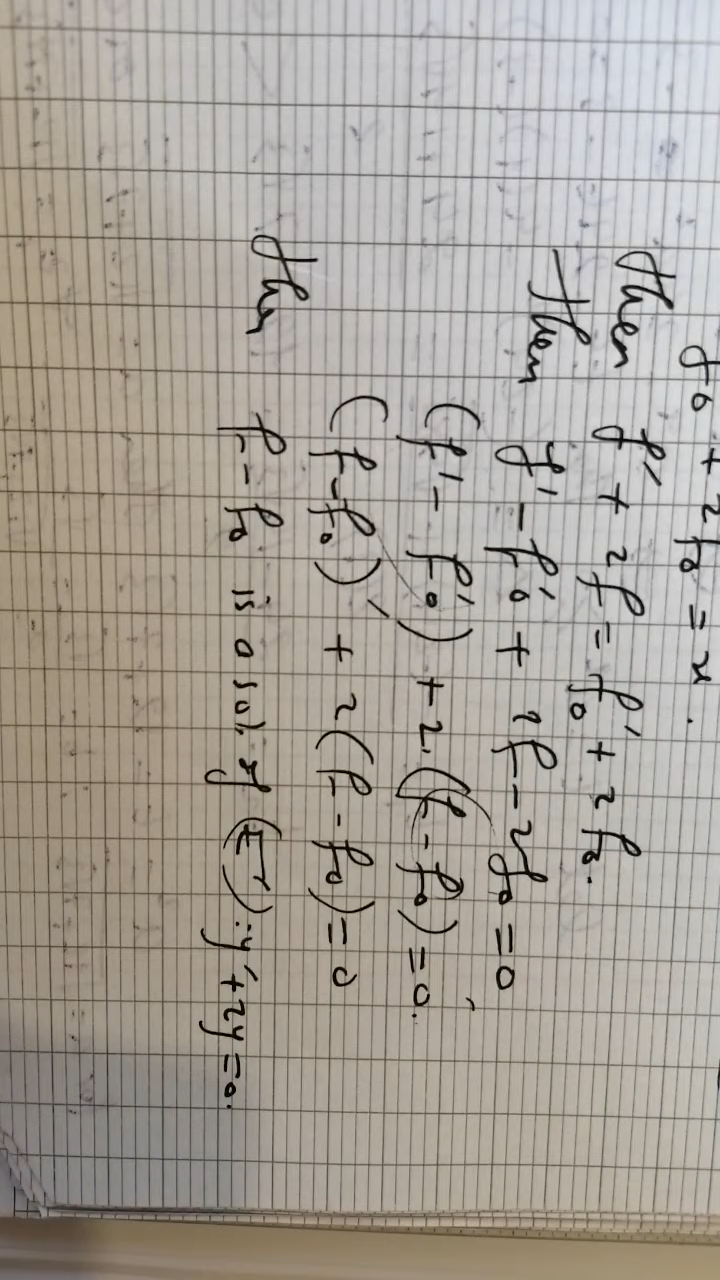 f₀ + 2f₀ = x.
then f' + 2f = f₀' + 2f₀.
then f' - f₀' + 2f - 2f₀ = 0
(f' - f₀') + 2.(f - f₀) = 0.
(f - f₀)' + 2(f - f₀) = 0
then f - f₀ is a sol. of (E') : y' + 2y = 0.